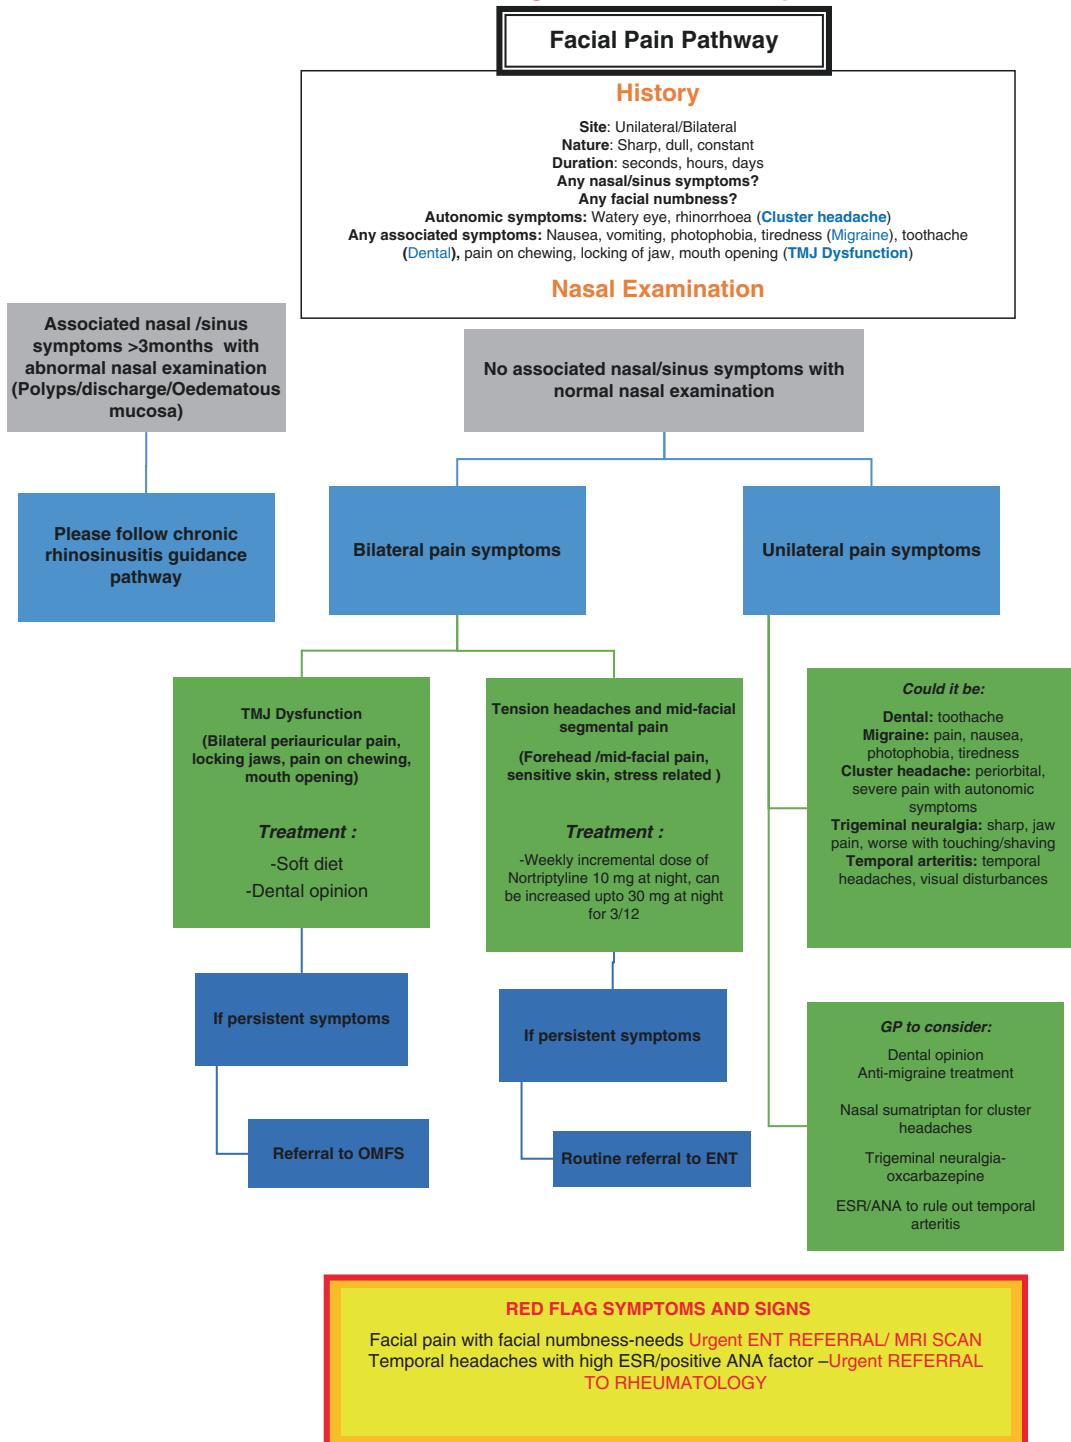 Facial Pain Pathway
History
Site: Unilateral/Bilateral
Nature: Sharp, dull, constant
Duration: seconds, hours, days
Any nasal/sinus symptoms?
Any facial numbness?
Autonomic symptoms: Watery eye, rhinorrhoea (Cluster headache)
Any associated symptoms: Nausea, vomiting, photophobia, tiredness (Migraine), toothache
(Dental), pain on chewing, locking of jaw, mouth opening (TMJ Dysfunction)
Nasal Examination
Associated nasal /sinus
symptoms >3months with
abnormal nasal examination
(Polyps/discharge/Oedematous
mucosa)
No associated nasal/sinus symptoms with
normal nasal examination
Please follow chronic
rhinosinusitis guidance
pathway
Bilateral pain symptoms
Unilateral pain symptoms
TMJ Dysfunction
(Bilateral periauricular pain,
locking jaws, pain on chewing,
mouth opening)
Treatment :
-Soft diet
-Dental opinion
Tension headaches and mid-facial
segmental pain
(Forehead /mid-facial pain,
sensitive skin, stress related )
Treatment :
-Weekly incremental dose of
Nortriptyline 10 mg at night, can
be increased upto 30 mg at night
for 3/12
Could it be:
Dental: toothache
Migraine: pain, nausea,
photophobia, tiredness
Cluster headache: periorbital,
severe pain with autonomic
symptoms
Trigeminal neuralgia: sharp, jaw
pain, worse with touching/shaving
Temporal arteritis: temporal
headaches, visual disturbances
If persistent symptoms
If persistent symptoms
Referral to OMFS
Routine referral to ENT
GP to consider:
Dental opinion
Anti-migraine treatment
Nasal sumatriptan for cluster
headaches
Trigeminal neuralgia-
oxcarbazepine
ESR/ANA to rule out temporal
arteritis
RED FLAG SYMPTOMS AND SIGNS
Facial pain with facial numbness-needs Urgent ENT REFERRAL/ MRI SCAN
Temporal headaches with high ESR/positive ANA factor –Urgent REFERRAL
TO RHEUMATOLOGY